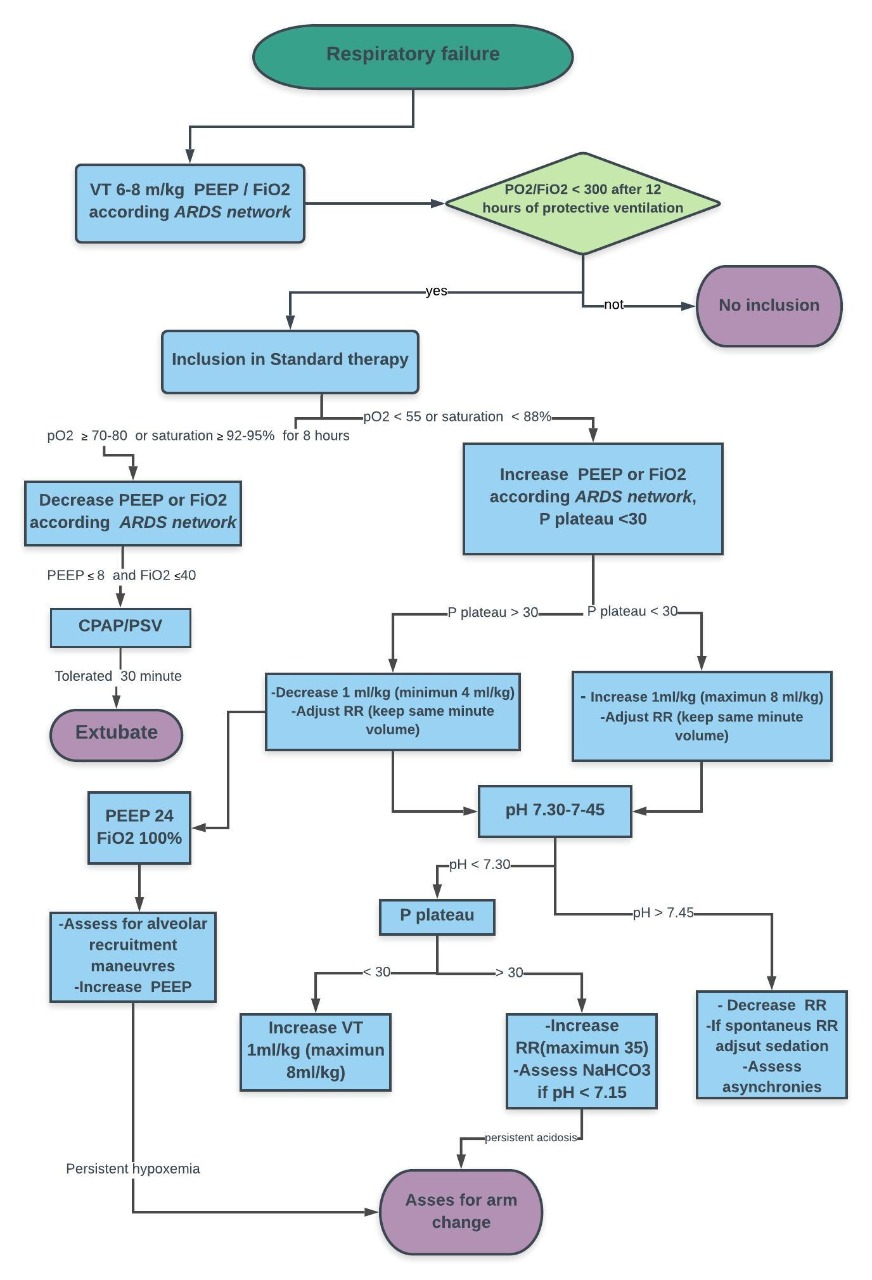 Respiratory failure
VT 6-8 m/kg  PEEP / FiO2
according ARDS network
PO2/FiO2 < 300 after 12
hours of protective ventilation
yes
not
No inclusion
Inclusion in Standard therapy
pO2 < 55 or saturation  < 88%
pO2  ≥ 70-80  or saturation ≥ 92-95%  for 8 hours
Increase  PEEP or FiO2
according ARDS network,
P plateau <30
Decrease PEEP or FiO2
according  ARDS network
PEEP ≤ 8  and FiO2 ≤40
CPAP/PSV
Tolerated  30 minute
Extubate
P plateau > 30
P plateau < 30
-Decrease 1 ml/kg (minimun 4 ml/kg)
-Adjust RR (keep same minute
volume)
- Increase 1ml/kg (maximun 8 ml/kg)
-Adjust RR (keep same minute
volume)
PEEP 24
FiO2 100%
pH 7.30-7-45
pH < 7.30
pH > 7.45
P plateau
-Assess for alveolar
recruitment
maneuvres
-Increase  PEEP
< 30
> 30
Increase VT
1ml/kg (maximun
8ml/kg)
-Increase
RR(maximun 35)
-Assess NaHCO3
if pH < 7.15
- Decrease  RR
-If spontaneus RR
adjsut sedation
-Assess
asynchronies
persistent acidosis
Persistent hypoxemia
Asses for arm
change